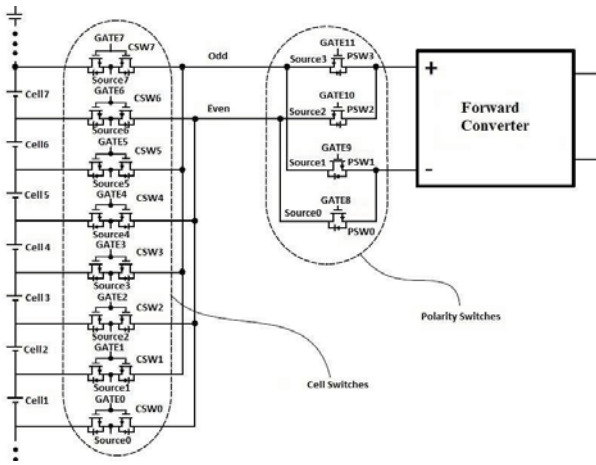 GATE7
CSW7
Source7
GATE6
CSW6
Source6
GATE5
CSW5
Source5
GATE4
CSW4
Source4
GATE3
CSW3
Source3
GATE2
CSW2
Source2
GATE1
CSW1
Source1
GATE0
CSW0
Source0
Cell7
Cell6
Cell5
Cell4
Cell3
Cell2
Cell1
Odd
Even
GATE11
Source3
PSW3
GATE10
Source2
PSW2
GATE9
Source1
PSW1
GATE8
Source0
PSW0
+
-
Forward
Converter
Polarity Switches
Cell Switches